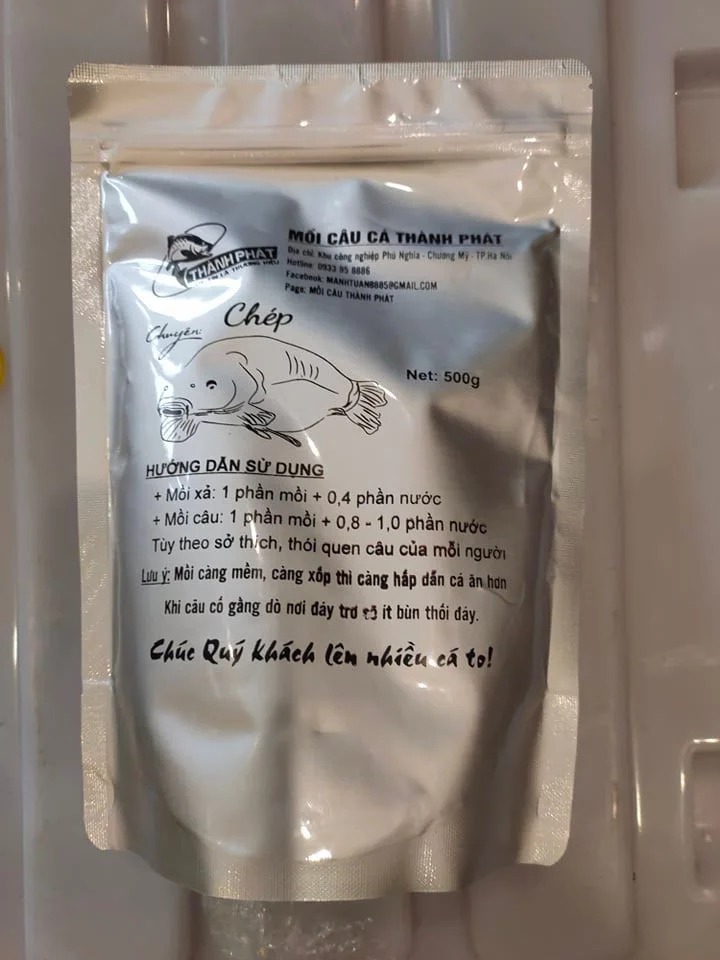 THÀNH PHÁT
UY TÍN LÀ THƯƠNG HIỆU
MỒI CÂU CÁ THÀNH PHÁT
Địa chỉ: Khu công nghiệp Phú Nghĩa - Chương Mỹ - TP.Hà Nội
Hotline: 0933 95 8886
Facebook: MANHTUAN8885@GMAIL.COM
Page: MỒI CÂU THÀNH PHÁT
Chuyên: Chép
Net: 500g
HƯỚNG DẪN SỬ DỤNG
+ Mồi xả: 1 phần mồi + 0,4 phần nước
+ Mồi câu: 1 phần mồi + 0,8 - 1,0 phần nước
Tùy theo sở thích, thói quen câu của mỗi người
Lưu ý: Mồi càng mềm, càng xốp thì càng hấp dẫn cá ăn hơn
Khi câu cố gắng dò nơi đáy trơ ít bùn thối đáy.
Chúc Quý khách lên nhiều cá to!